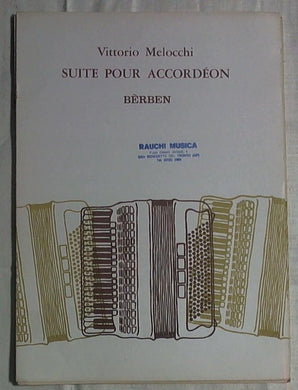 Vittorio Melocchi
SUITE POUR ACCORDÉON
BÈRBEN
RAUCHI MUSICA